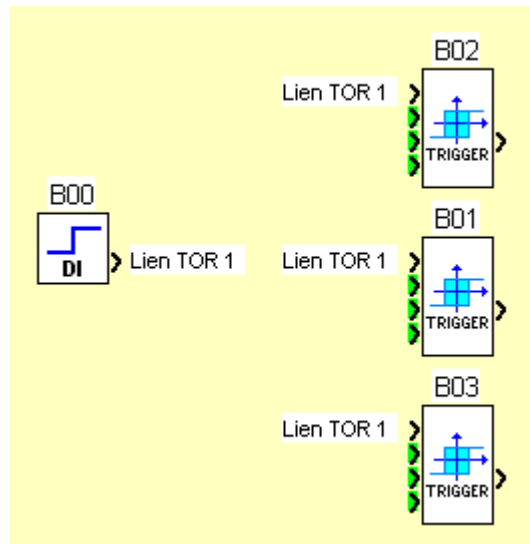 B02
Lien TOR 1
TRIGGER
B00
DI
Lien TOR 1
B01
Lien TOR 1
TRIGGER
B03
Lien TOR 1
TRIGGER